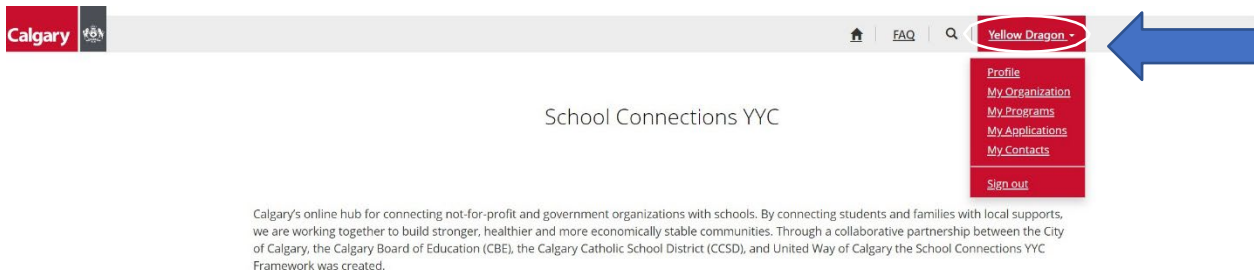 Calgary
FAQ
Yellow Dragon
Profile
My Organization
My Programs
My Applications
My Contacts
Sign out
School Connections YYC
Calgary's online hub for connecting not-for-profit and government organizations with schools. By connecting students and families with local supports,
we are working together to build stronger, healthier and more economically stable communities. Through a collaborative partnership between the City
of Calgary, the Calgary Board of Education (CBE), the Calgary Catholic School District (CCSD), and United Way of Calgary the School Connections YYC
Framework was created.